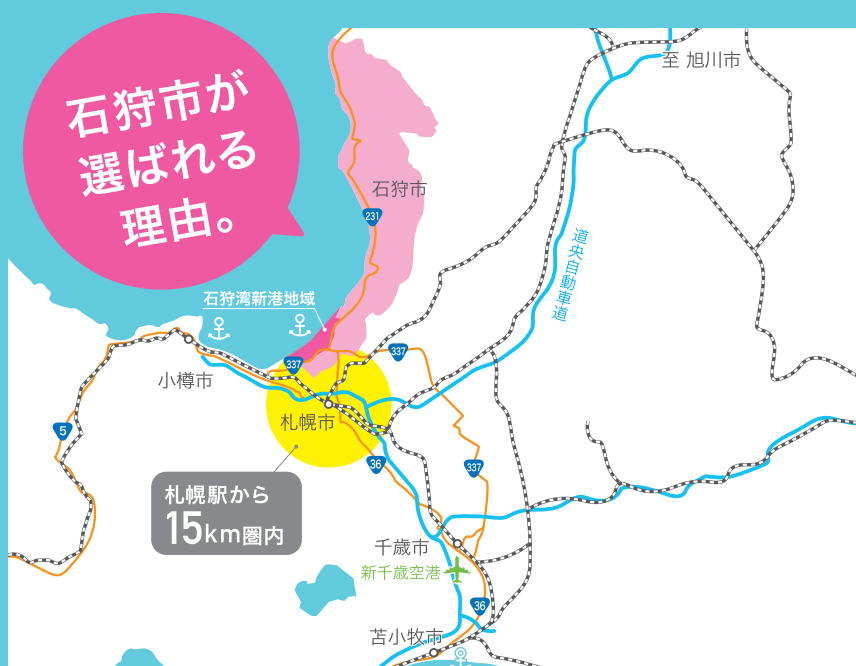 石狩市が
選ばれる
理由。
至 旭川市
石狩市
231
道央自動車道
石狩湾新港地域
337
337
小樽市
札幌市
5
36
337
札幌駅から
15km圏内
千歳市
新千歳空港
36
苫小牧市